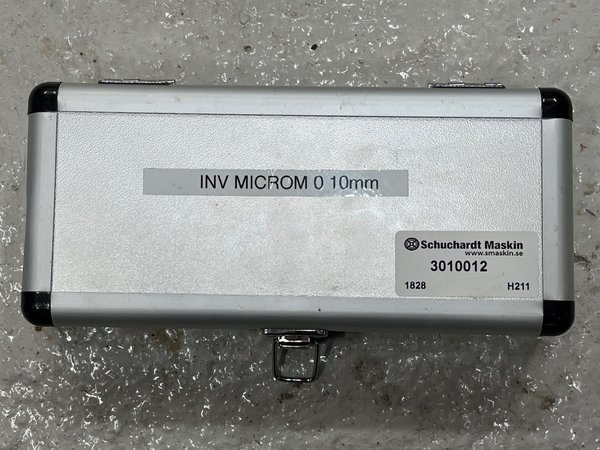 INV MICROM 0 10mm
Schuchardt Maskin
www.smaskin.se
3010012
1828 H211